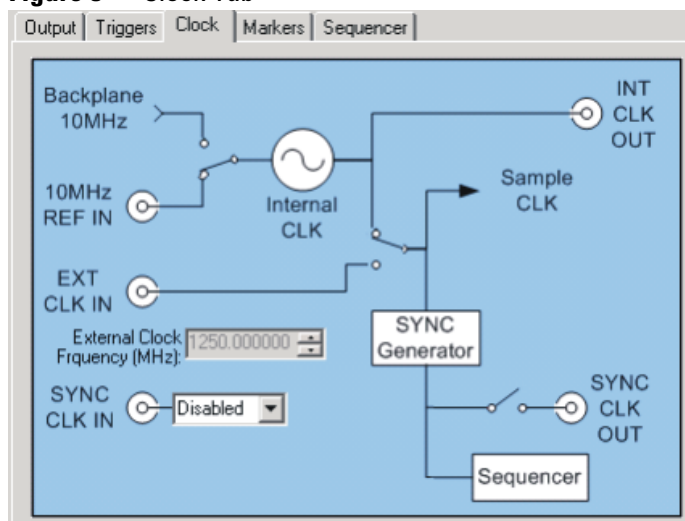 Output Triggers Clock Markers Sequencer
Backplane
10MHz
INT
CLK
OUT
10MHz
REF IN
Internal
CLK
Sample
CLK
EXT
CLK IN
External Clock
Frquency (MHz):
1250.000000
SYNC
Generator
SYNC
CLK IN
Disabled
SYNC
CLK
OUT
Sequencer